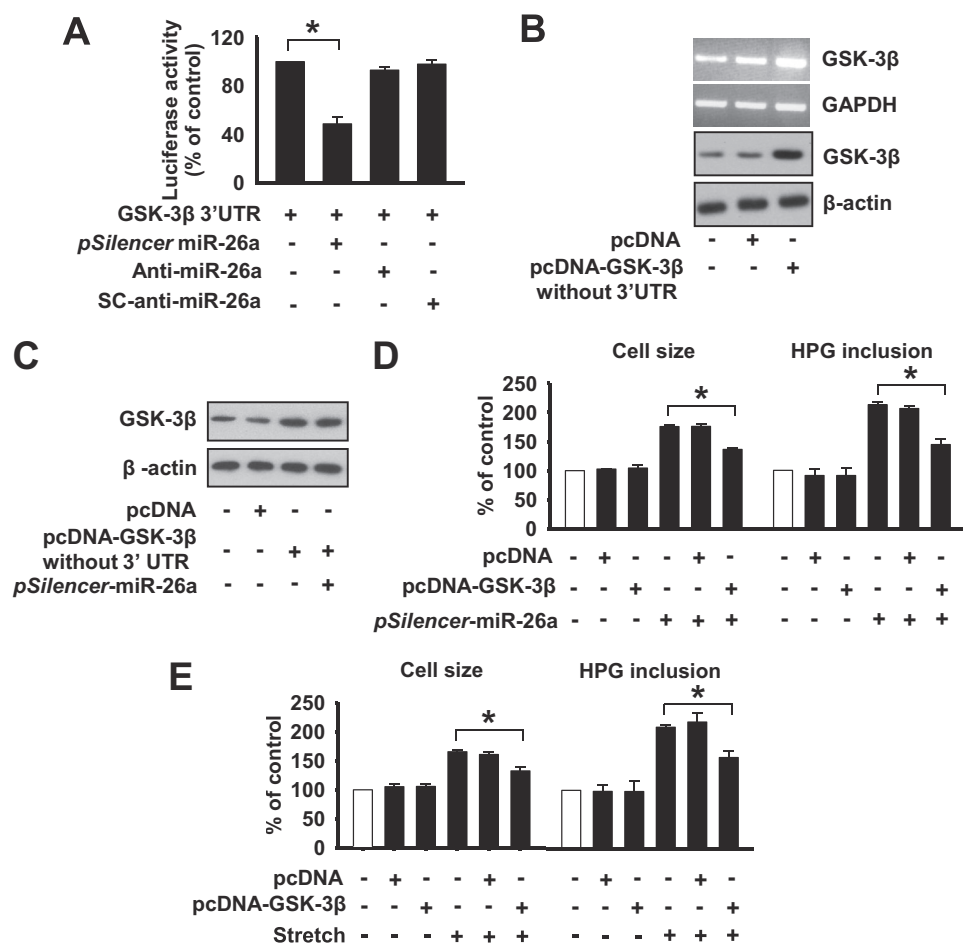 A
Luciferase activity
(% of control)
120
80
40
0
*
GSK-3β 3'UTR + + + +
pSilencer miR-26a - + - -
Anti-miR-26a - - + -
SC-anti-miR-26a - - - +
B
GSK-3β
GAPDH
GSK-3β
β-actin
pcDNA - + -
pcDNA-GSK-3β - - +
without 3'UTR
C
GSK-3β
β -actin
pcDNA - + - -
pcDNA-GSK-3β
without 3' UTR - - + +
pSilencer-miR-26a - - - +
D
Cell size HPG inclusion
% of control
250
200
150
100
50
0
* *
pcDNA - + - - + - - + - - + -
pcDNA-GSK-3β - - + - - + - - + - - +
pSilencer-miR-26a - - - + + + - - - + + +
E
Cell size HPG inclusion
% of control
250
200
150
100
50
0
* *
pcDNA - + - - + - - + - - + -
pcDNA-GSK-3β - - + - - + - - + - - +
Stretch - - - + + + - - - + + +